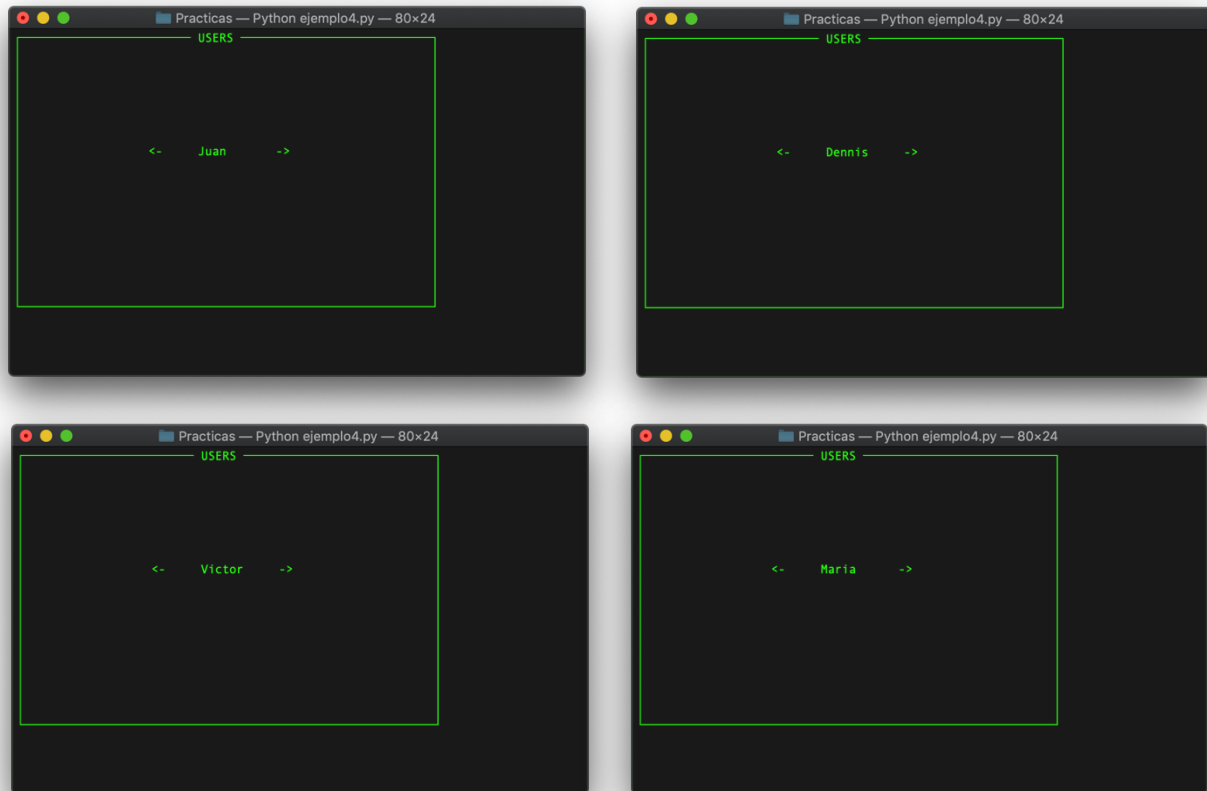 Practicas — Python ejemplo4.py — 80×24
USERS
<- Juan ->
Practicas — Python ejemplo4.py — 80×24
USERS
<- Dennis ->
Practicas — Python ejemplo4.py — 80×24
USERS
<- Victor ->
Practicas — Python ejemplo4.py — 80×24
USERS
<- Maria ->